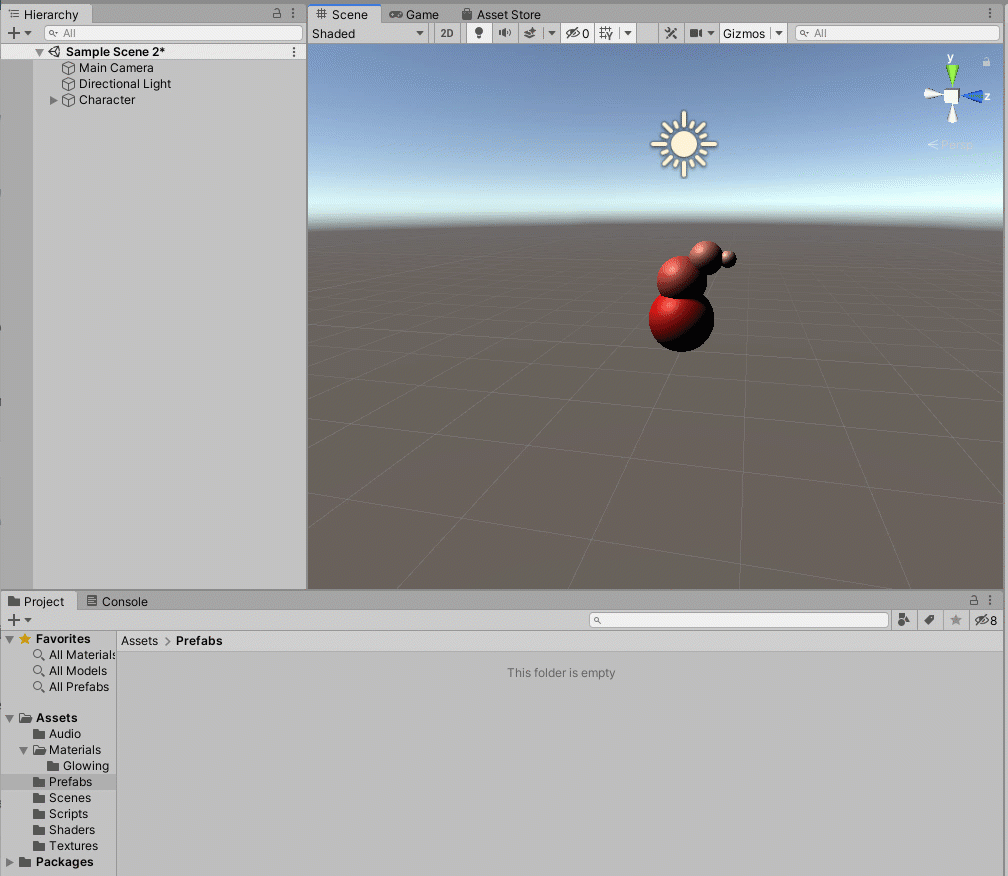 Hierarchy
All
Sample Scene 2*
Main Camera
Directional Light
Character
Scene Game Asset Store
Shaded 2D 0 Gizmos All
y
z
Persp
Project Console
8
Favorites
All Materials
All Models
All Prefabs
Assets
Audio
Materials
Glowing
Prefabs
Scenes
Scripts
Shaders
Textures
Packages
Assets > Prefabs
This folder is empty